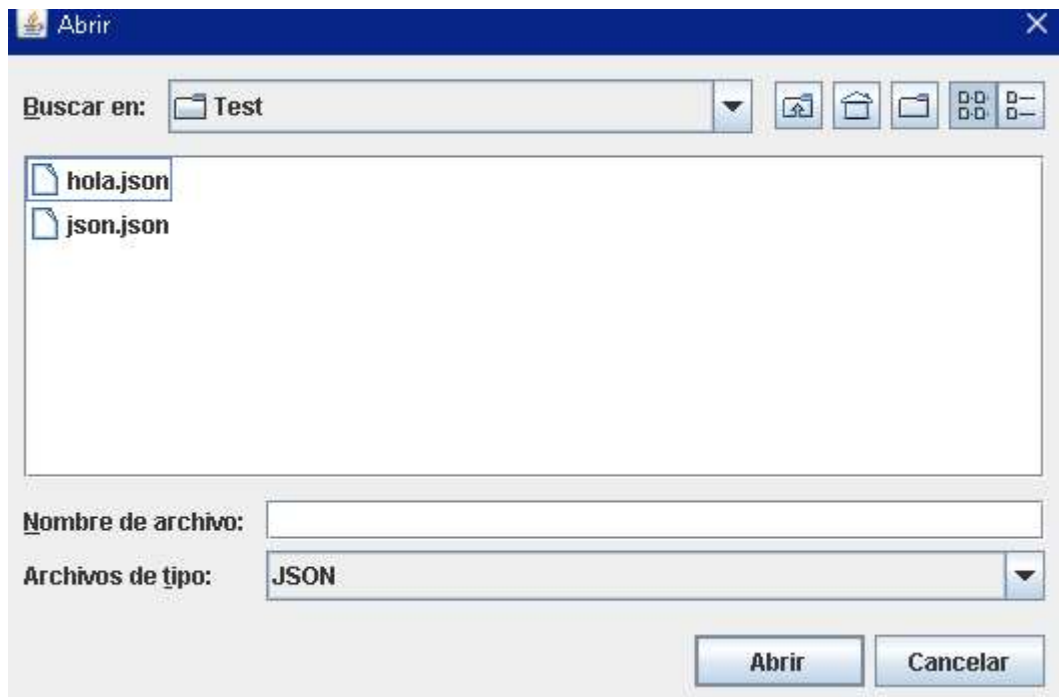 Abrir
Buscar en: Test
hola.json
json.json
Nombre de archivo:
Archivos de tipo: JSON
Abrir Cancelar